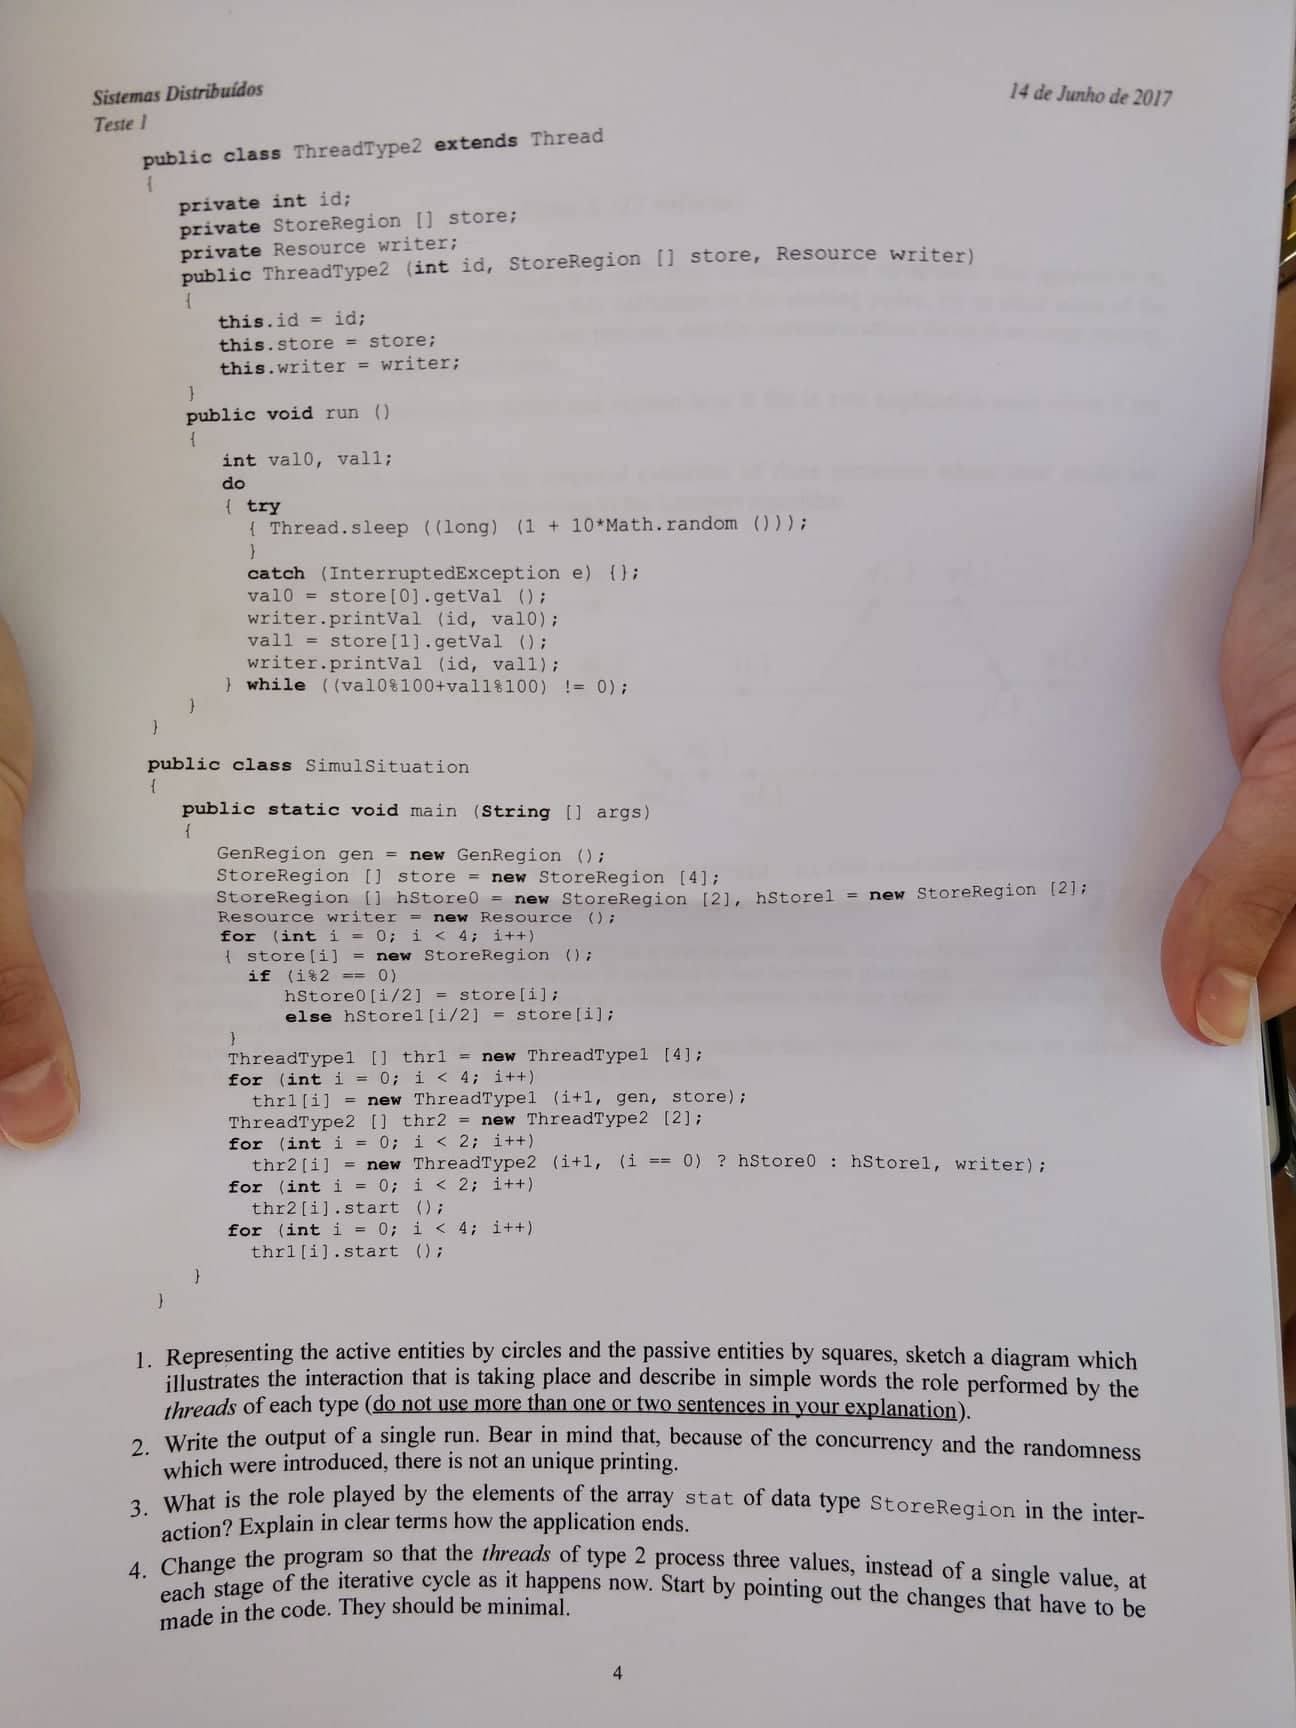 Sistemas Distribuídos
14 de Junho de 2017
Teste 1
public class ThreadType2 extends Thread
{
private int id;
private StoreRegion [] store;
private Resource writer;
public ThreadType2 (int id, StoreRegion [] store, Resource writer)
{
this.id = id;
this.store = store;
this.writer = writer;
}
public void run ()
{
int val0, val1;
do
{ try
{ Thread.sleep ((long) (1 + 10*Math.random ()));
}
catch (InterruptedException e) {};
val0 = store[0].getVal ();
writer.printVal (id, val0);
val1 = store[1].getVal ();
writer.printVal (id, val1);
} while ((val0%100+val1%100) != 0);
}
}
public class SimulSituation
{
public static void main (String [] args)
{
GenRegion gen = new GenRegion ();
StoreRegion [] store = new StoreRegion [4];
StoreRegion [] hStore0 = new StoreRegion [2], hStore1 = new StoreRegion [2];
Resource writer = new Resource ();
for (int i = 0; i < 4; i++)
{ store[i] = new StoreRegion ();
if (i%2 == 0)
hStore0[i/2] = store[i];
else hStore1[i/2] = store[i];
}
ThreadType1 [] thr1 = new ThreadType1 [4];
for (int i = 0; i < 4; i++)
thr1[i] = new ThreadType1 (i+1, gen, store);
ThreadType2 [] thr2 = new ThreadType2 [2];
for (int i = 0; i < 2; i++)
thr2[i] = new ThreadType2 (i+1, (i == 0) ? hStore0 : hStore1, writer);
for (int i = 0; i < 2; i++)
thr2[i].start ();
for (int i = 0; i < 4; i++)
thr1[i].start ();
}
}
1. Representing the active entities by circles and the passive entities by squares, sketch a diagram which
illustrates the interaction that is taking place and describe in simple words the role performed by the
threads of each type (do not use more than one or two sentences in your explanation).
2. Write the output of a single run. Bear in mind that, because of the concurrency and the randomness
which were introduced, there is not an unique printing.
3. What is the role played by the elements of the array stat of data type StoreRegion in the inter-
action? Explain in clear terms how the application ends.
4. Change the program so that the threads of type 2 process three values, instead of a single value, at
each stage of the iterative cycle as it happens now. Start by pointing out the changes that have to be
made in the code. They should be minimal.
4